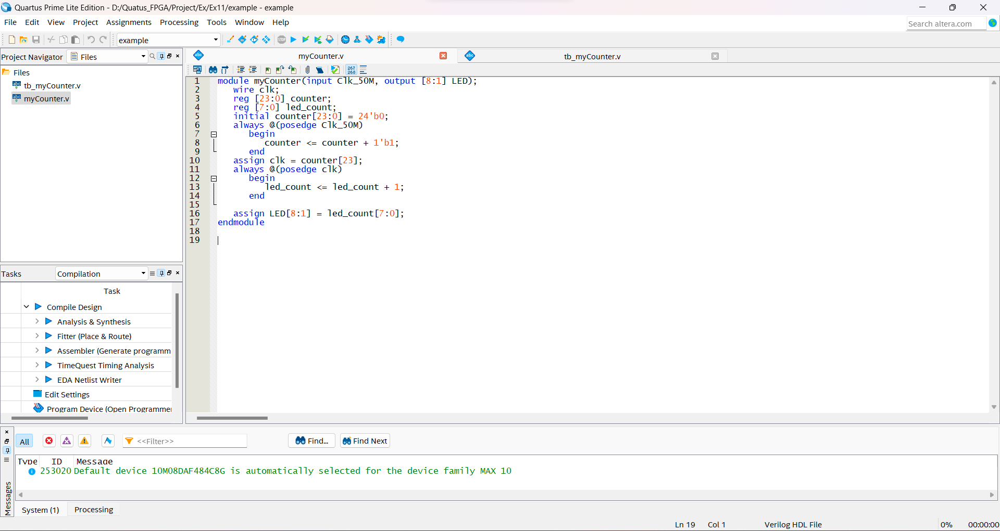 Quartus Prime Lite Edition - D:/Quatus_FPGA/Project/Ex/Ex11/example - example
File Edit View Project Assignments Processing Tools Window Help
Search altera.com
STOP
example
Project Navigator Files
Files
abc tb_myCounter.v
abc myCounter.v
abc myCounter.v abc tb_myCounter.v
267
268
1 module myCounter(input Clk_50M, output [8:1] LED);
2 wire clk;
3 reg [23:0] counter;
4 reg [7:0] led_count;
5 initial counter[23:0] = 24'b0;
6 always @(posedge Clk_50M)
7 begin
8 counter <= counter + 1'b1;
9 end
10 assign clk = counter[23];
11 always @(posedge clk)
12 begin
13 led_count <= led_count + 1;
14 end
15
16 assign LED[8:1] = led_count[7:0];
17 endmodule
18
19
Tasks Compilation
Task
Compile Design
Analysis & Synthesis
Fitter (Place & Route)
Assembler (Generate programm
TimeQuest Timing Analysis
EDA Netlist Writer
Edit Settings
Program Device (Open Programmer
All <<Filter>> Find... Find Next
Type ID Message
253020 Default device 10M08DAF484C8G is automatically selected for the device family MAX 10
Messages
System (1) Processing
Ln 19 Col 1 Verilog HDL File 0% 00:00:00